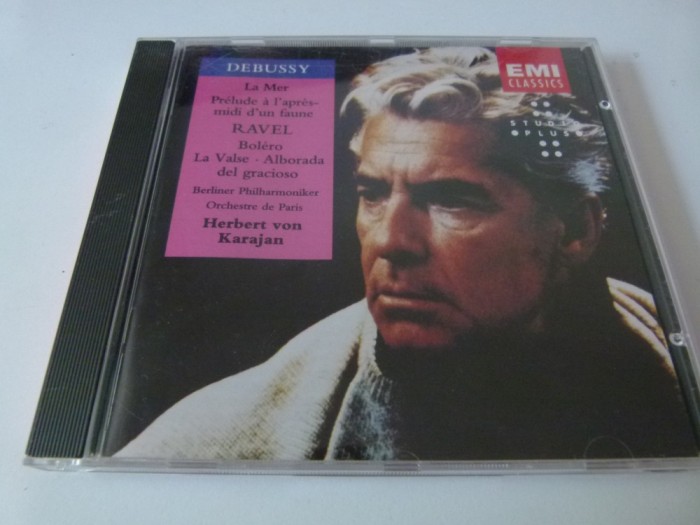 DEBUSSY
La Mer
Prélude à l'après-
midi d'un faune
RAVEL
Boléro
La Valse · Alborada
del gracioso
Berliner Philharmoniker
Orchestre de Paris
Herbert von
Karajan
EMI
CLASSICS
STUDIO
PLUS